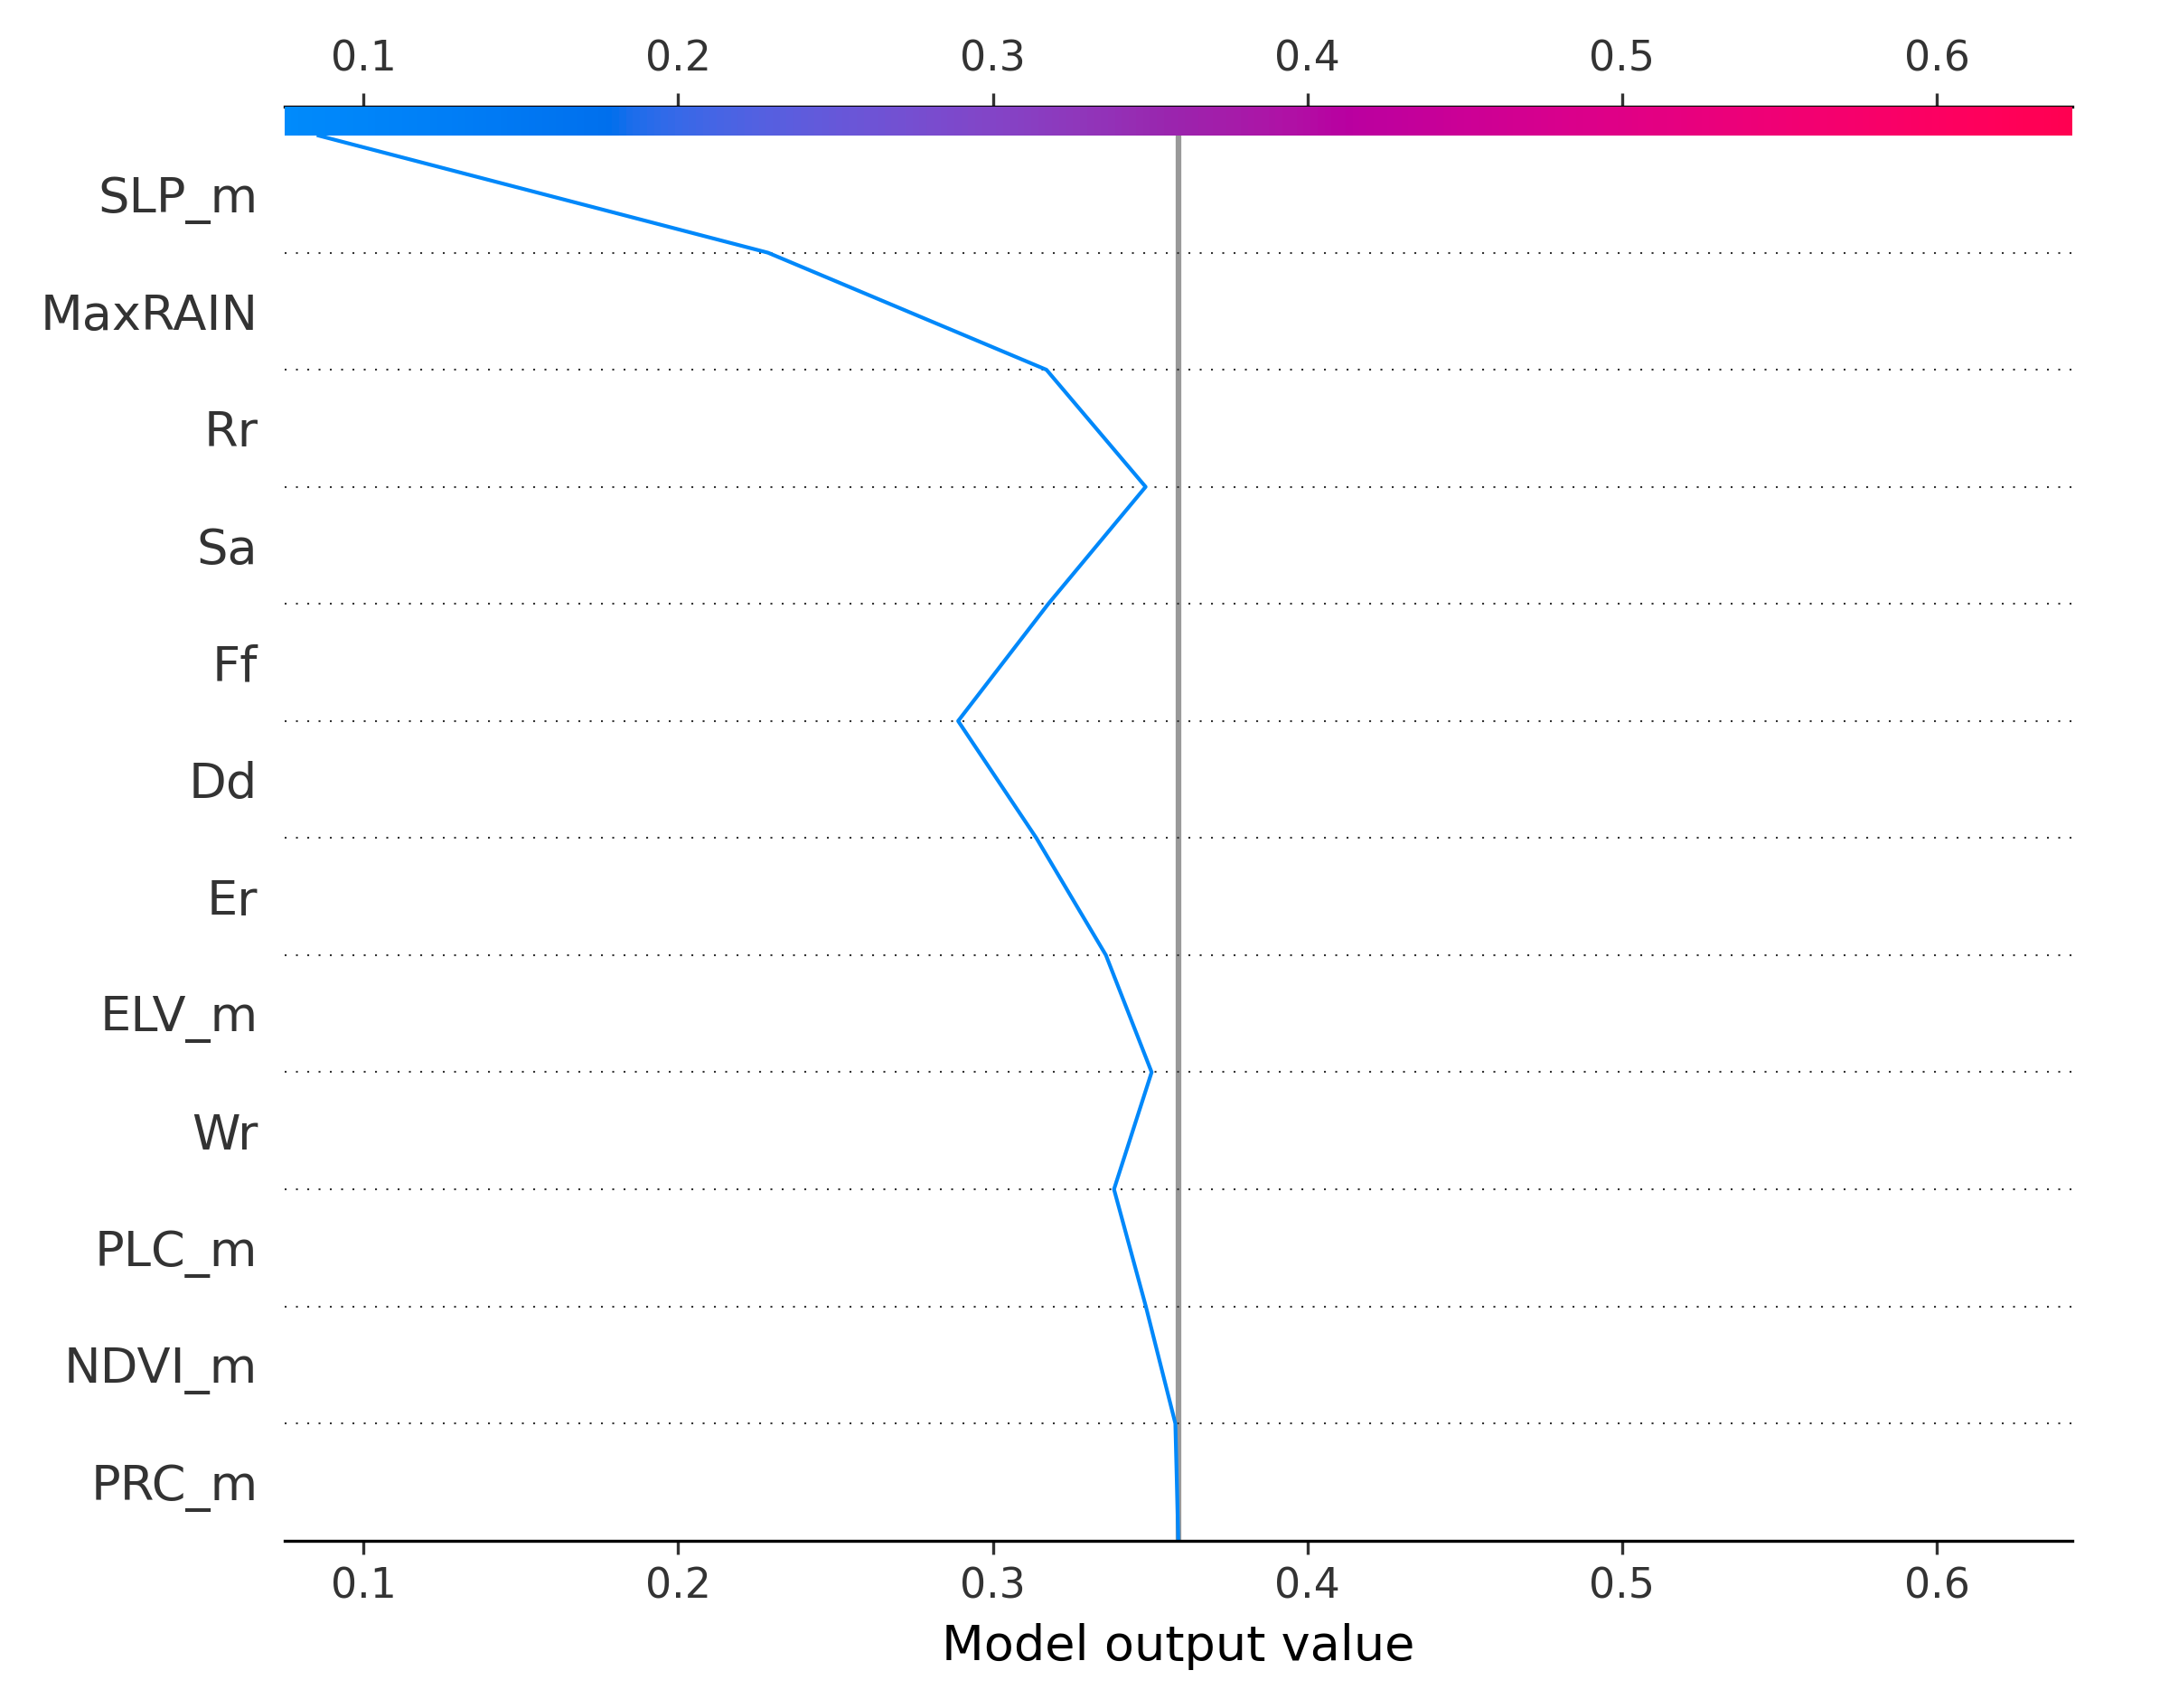 0.1 0.2 0.3 0.4 0.5 0.6
SLP_m
MaxRAIN
Rr
Sa
Ff
Dd
Er
ELV_m
Wr
PLC_m
NDVI_m
PRC_m
0.1 0.2 0.3 0.4 0.5 0.6
Model output value